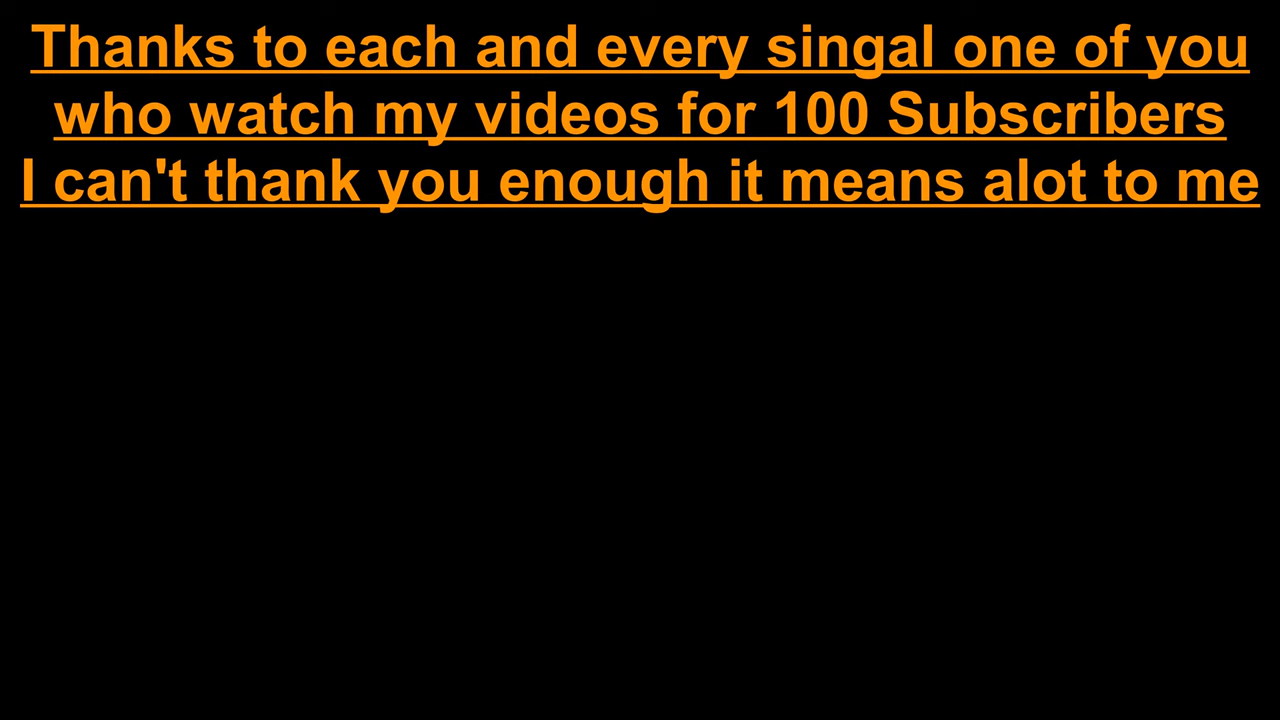 Thanks to each and every singal one of you
who watch my videos for 100 Subscribers
I can't thank you enough it means alot to me